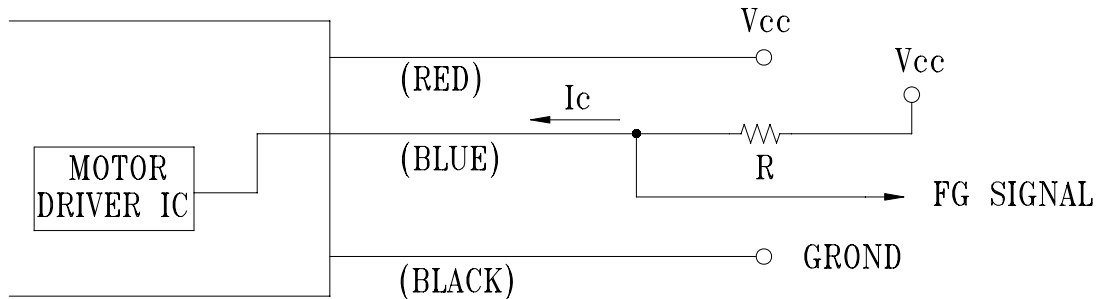 Vcc
(RED)
Vcc
Ic
(BLUE)
R
MOTOR
DRIVER IC
FG SIGNAL
(BLACK)
GROND